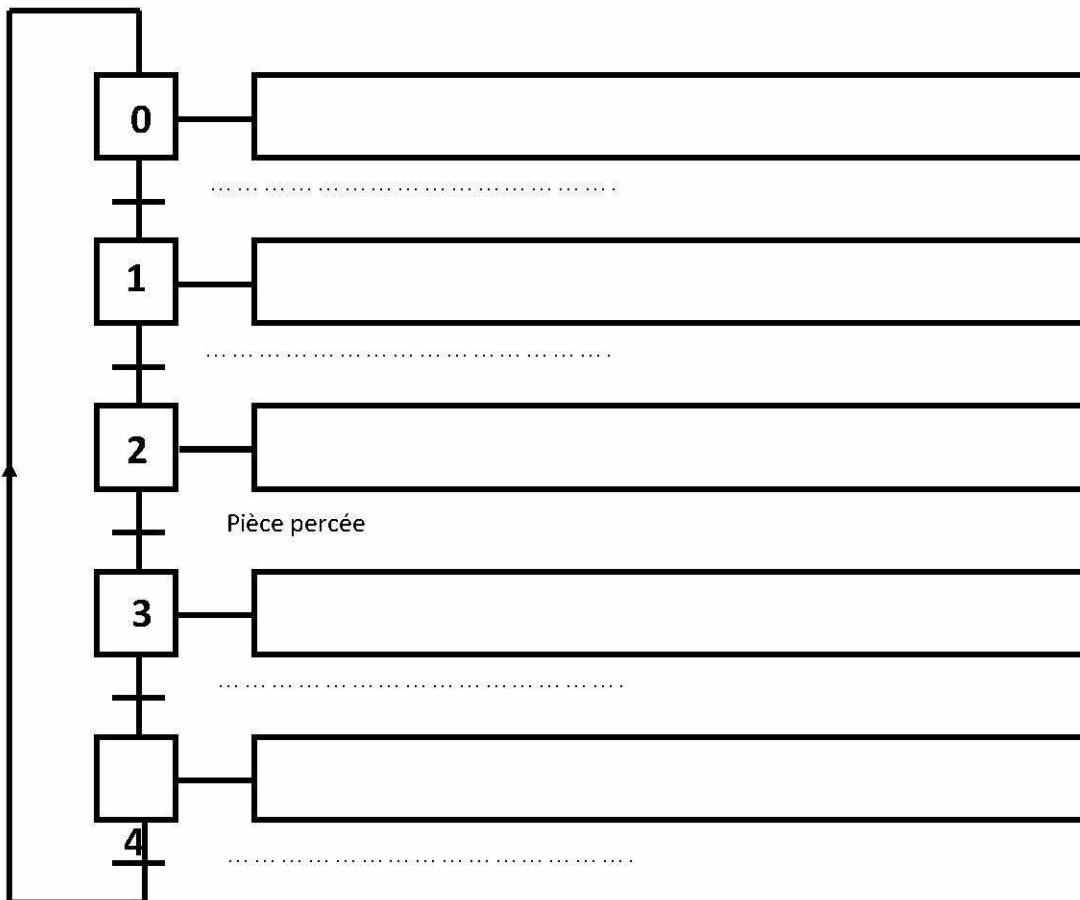 0
… … … … … … … … … … … … … … … .
1
… … … … … … … … … … … … … … … .
2
Pièce percée
3
… … … … … … … … … … … … … … … .
4
… … … … … … … … … … … … … … … .